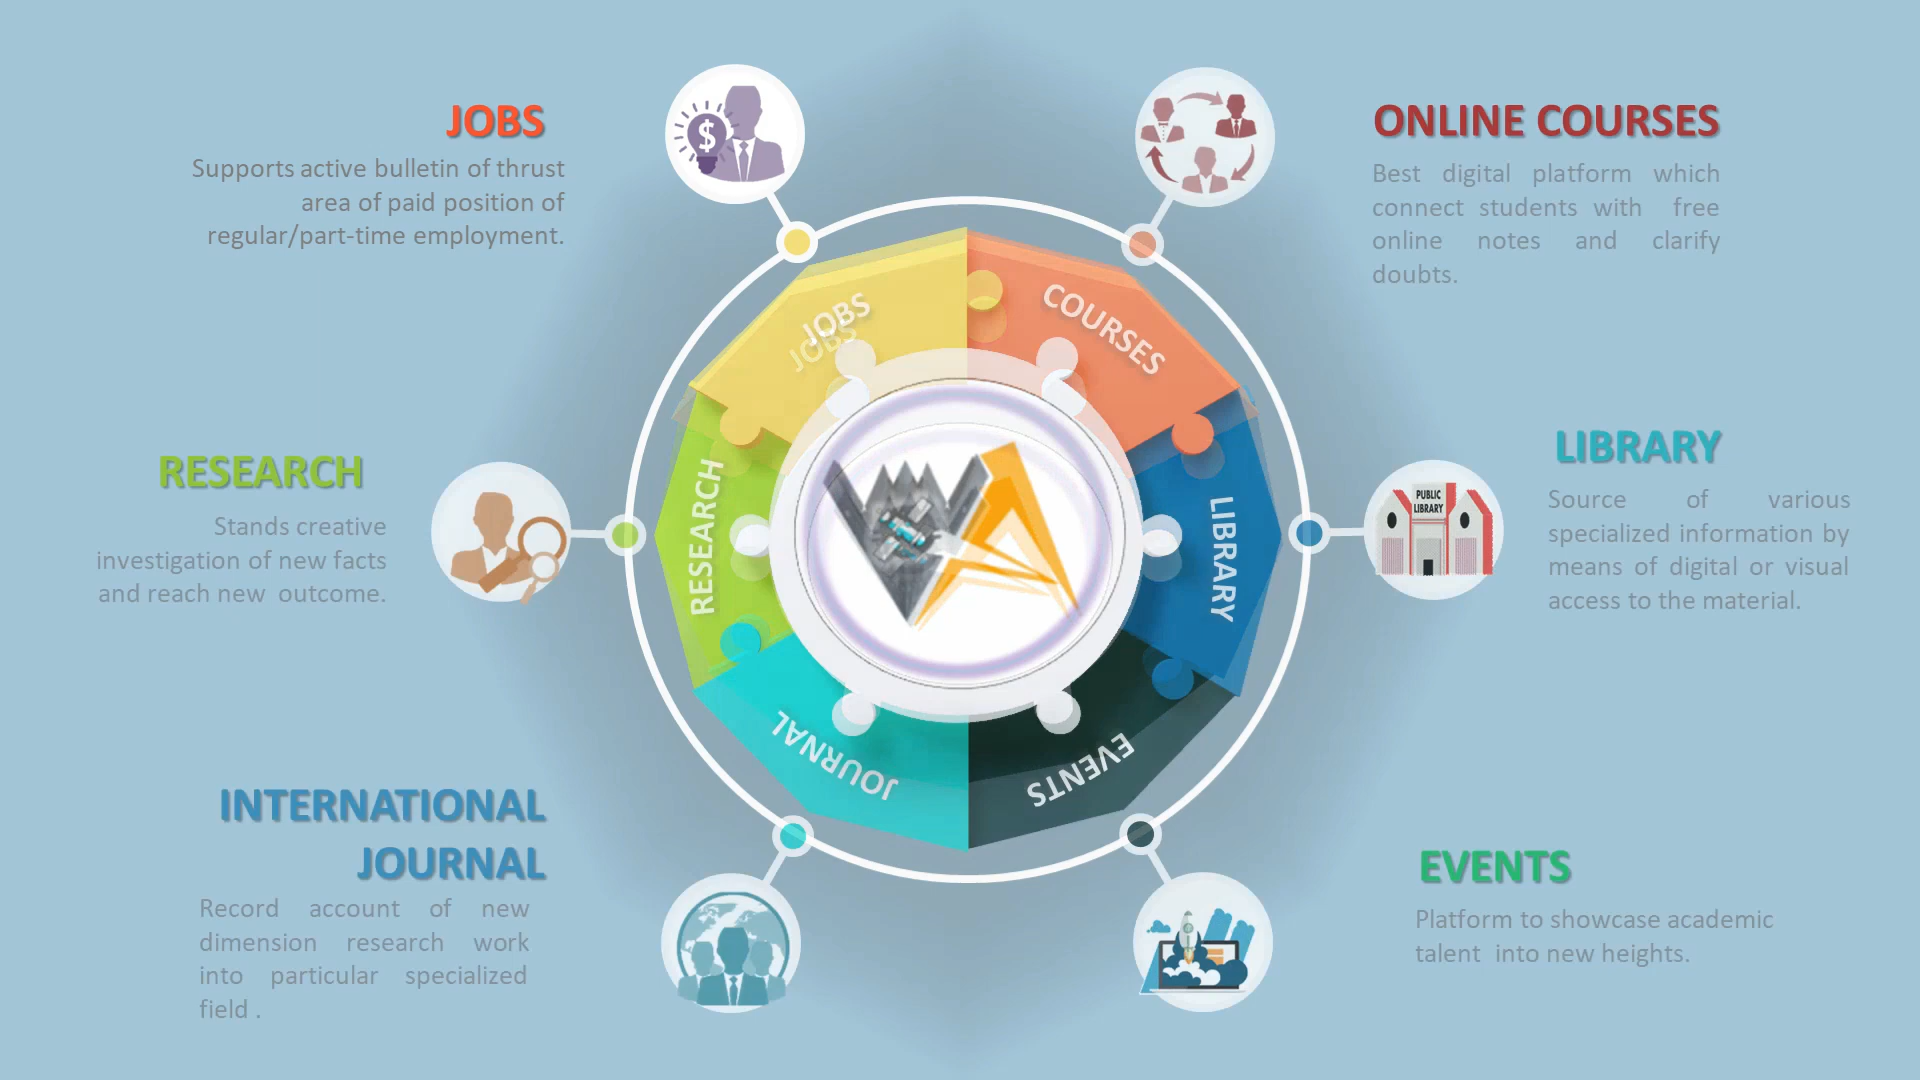 JOBS
Supports active bulletin of thrust
area of paid position of
regular/part-time employment.
ONLINE COURSES
Best digital platform which
connect students with free
online notes and clarify
doubts.
RESEARCH
Stands creative
investigation of new facts
and reach new outcome.
LIBRARY
Source of various
specialized information by
means of digital or visual
access to the material.
INTERNATIONAL
JOURNAL
Record account of new
dimension research work
into particular specialized
field .
EVENTS
Platform to showcase academic
talent into new heights.
JOBS
JOBS
COURSES
RESEARCH
LIBRARY
JOURNAL
EVENTS
PUBLIC
LIBRARY
$